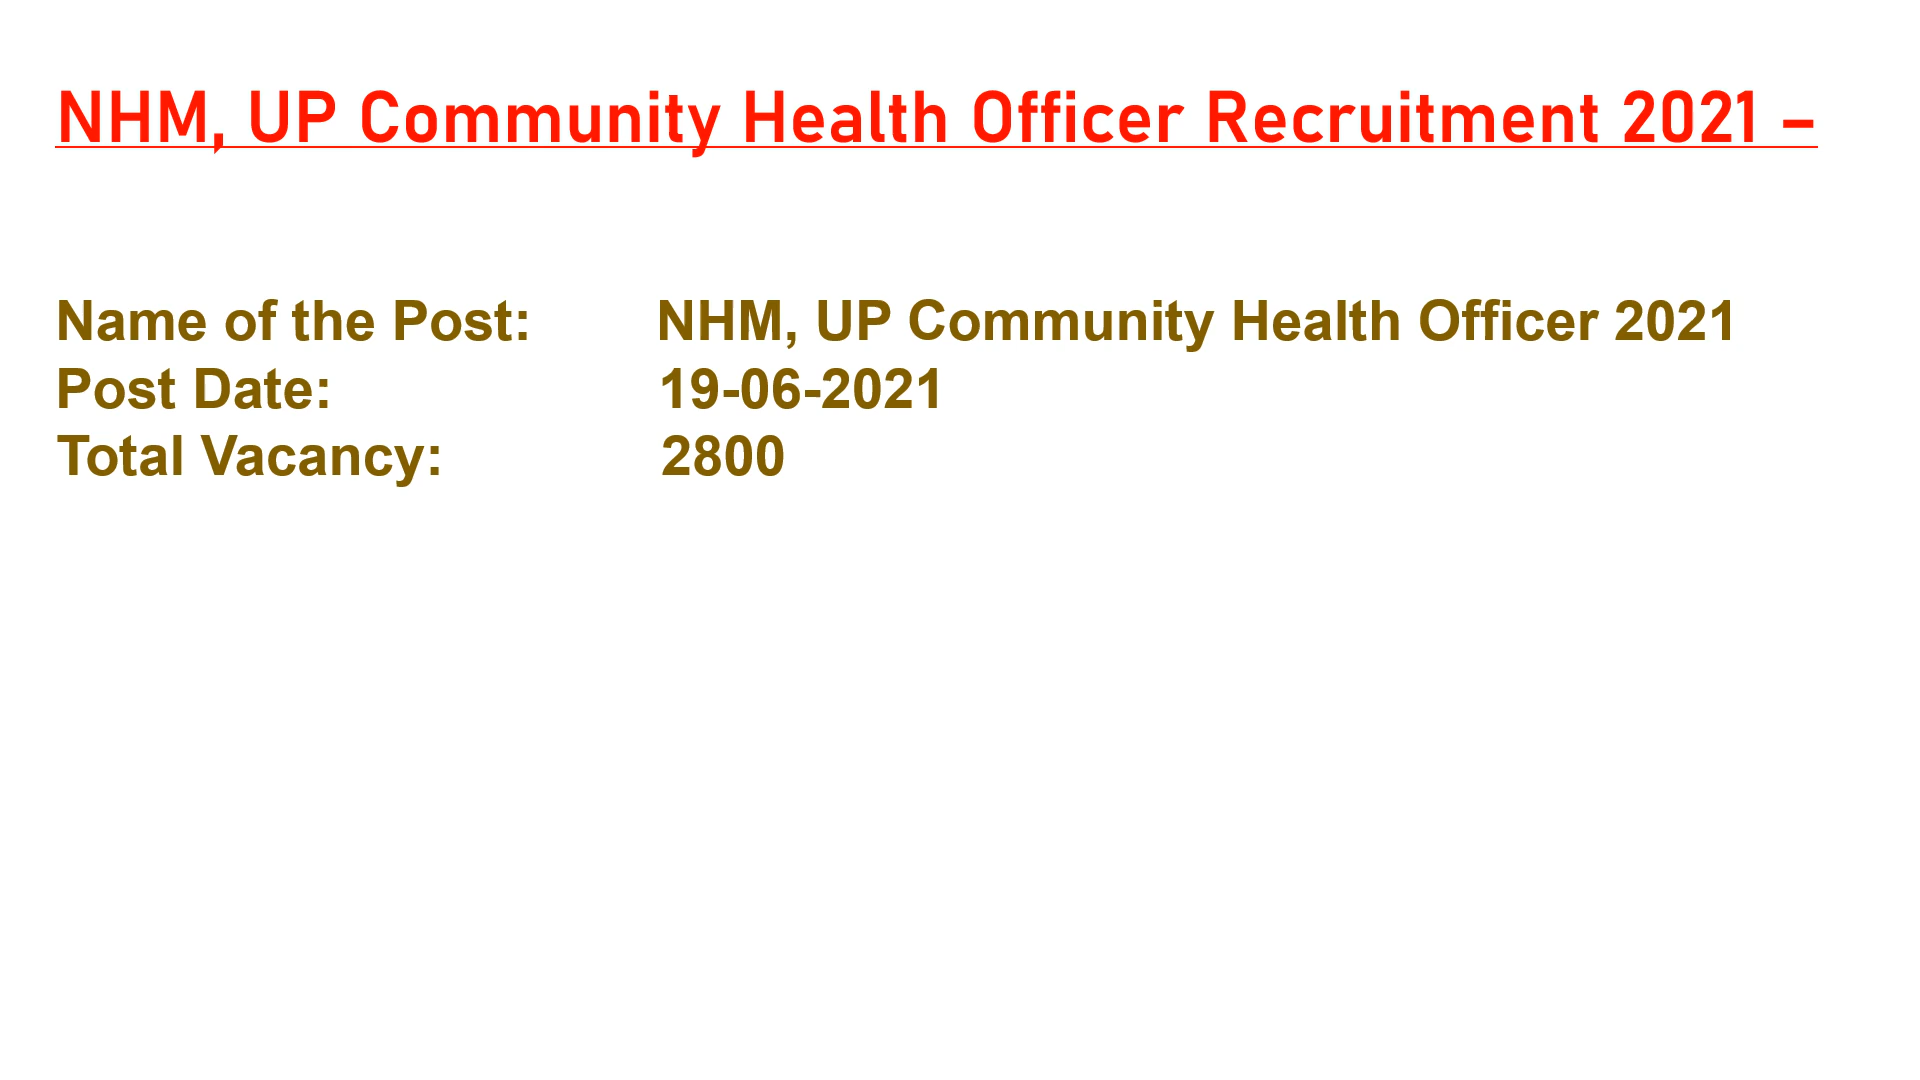 NHM, UP Community Health Officer Recruitment 2021 –
Name of the Post: NHM, UP Community Health Officer 2021
Post Date: 19-06-2021
Total Vacancy: 2800